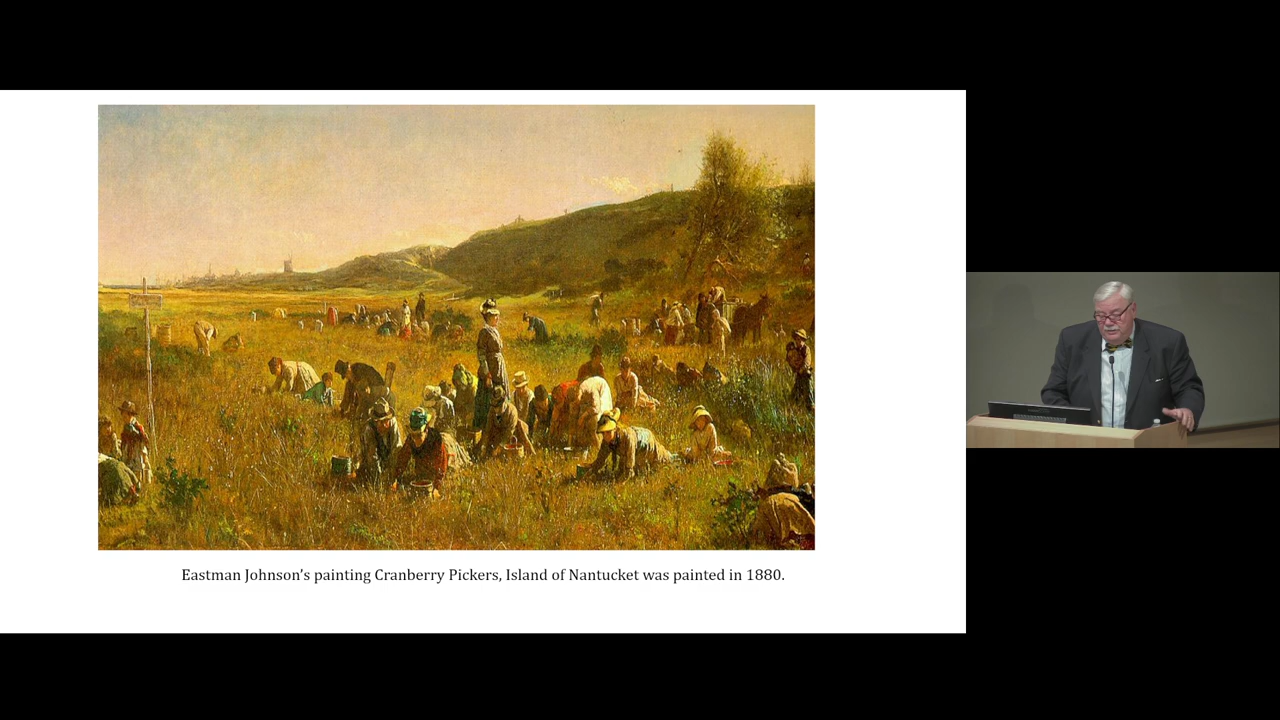 Eastman Johnson's painting Cranberry Pickers, Island of Nantucket was painted in 1880.